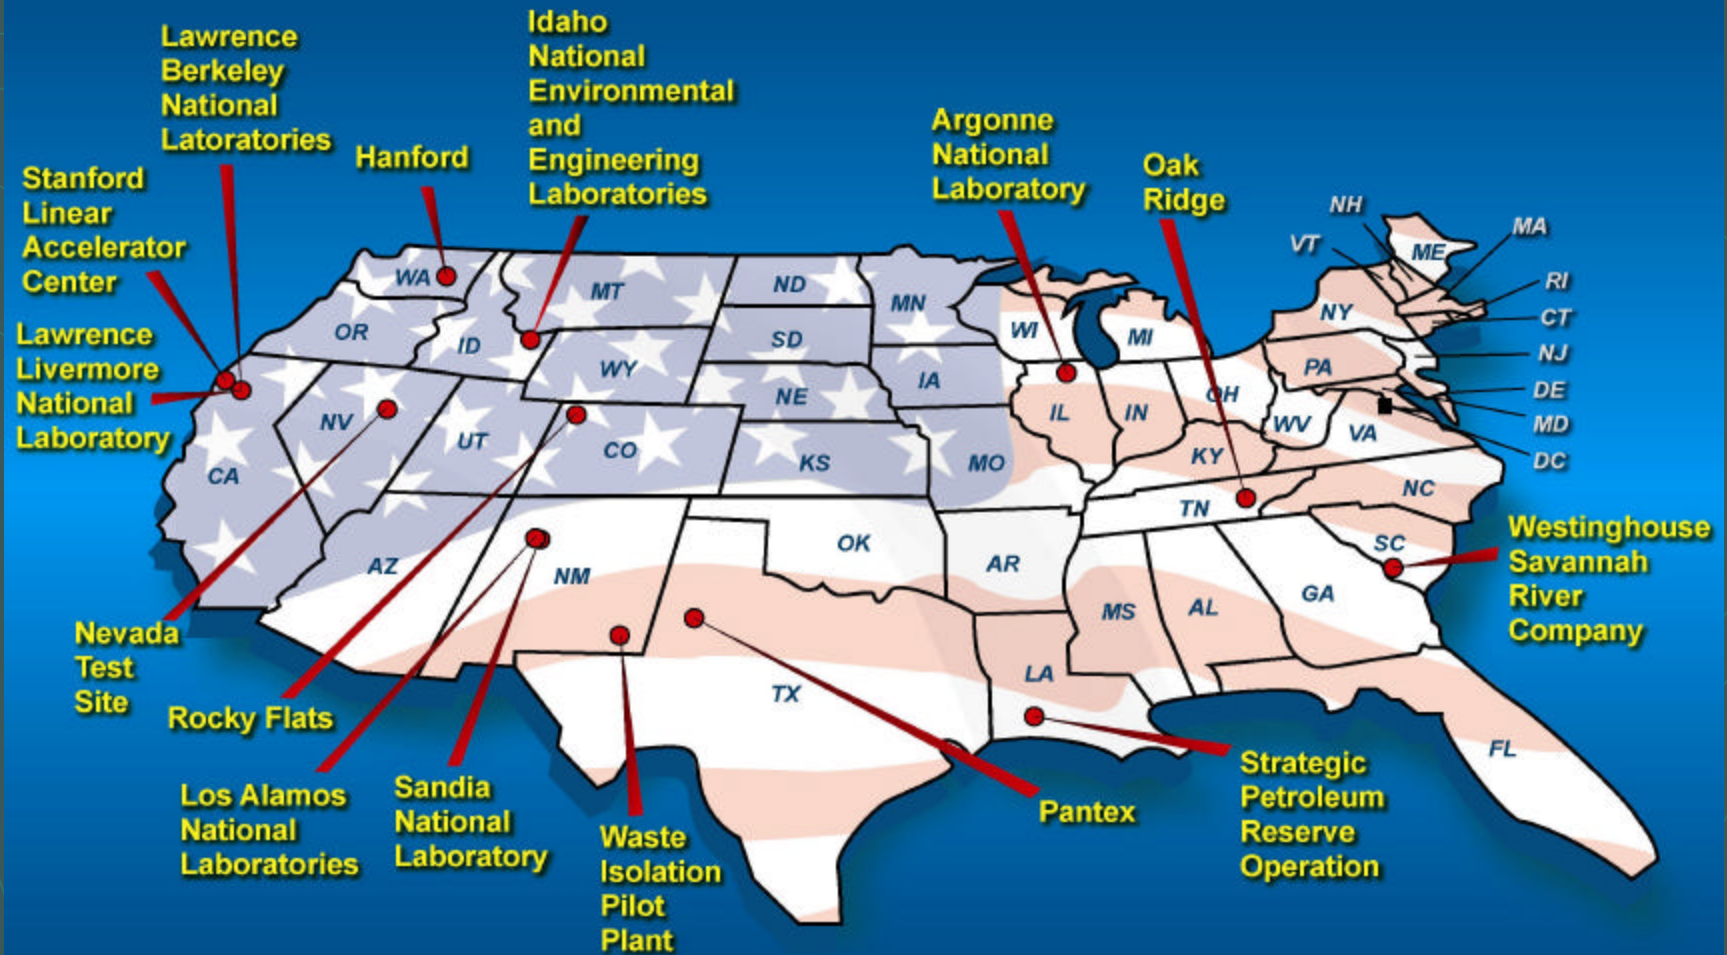 Lawrence
Berkeley
National
Latoratories
Idaho
National
Environmental
and
Engineering
Laboratories
Hanford
Argonne
National
Laboratory
Oak
Ridge
Stanford
Linear
Accelerator
Center
Lawrence
Livermore
National
Laboratory
NH
VT
ME
MA
RI
CT
NJ
DE
MD
DC
WA
MT
ND
MN
OR
ID
SD
WI
MI
NY
WY
IA
PA
NV
NE
IL
IN
OH
WV
VA
UT
CO
KS
MO
KY
CA
TN
NC
AZ
NM
OK
AR
MS
AL
GA
SC
TX
LA
FL
Westinghouse
Savannah
River
Company
Nevada
Test
Site
Rocky Flats
Los Alamos
National
Laboratories
Sandia
National
Laboratory
Waste
Isolation
Pilot
Plant
Pantex
Strategic
Petroleum
Reserve
Operation